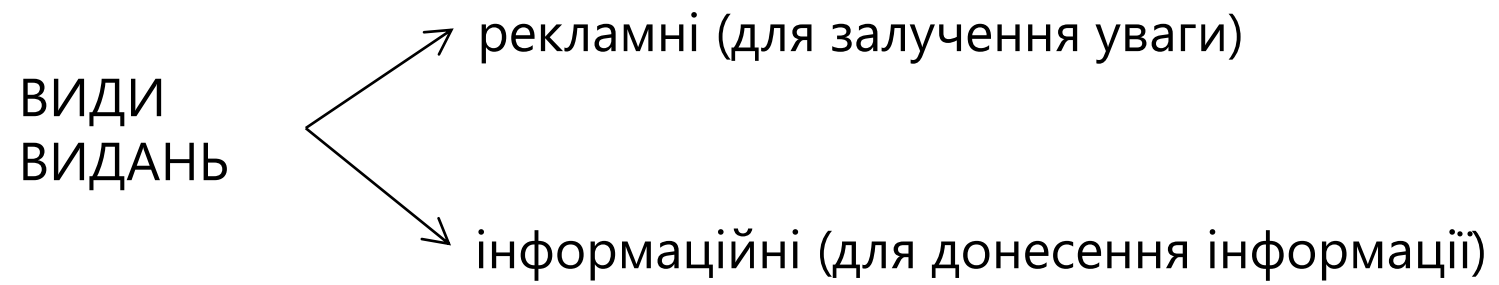 рекламні (для залучення уваги)
ВИДИ
ВИДАНЬ
інформаційні (для донесення інформації)